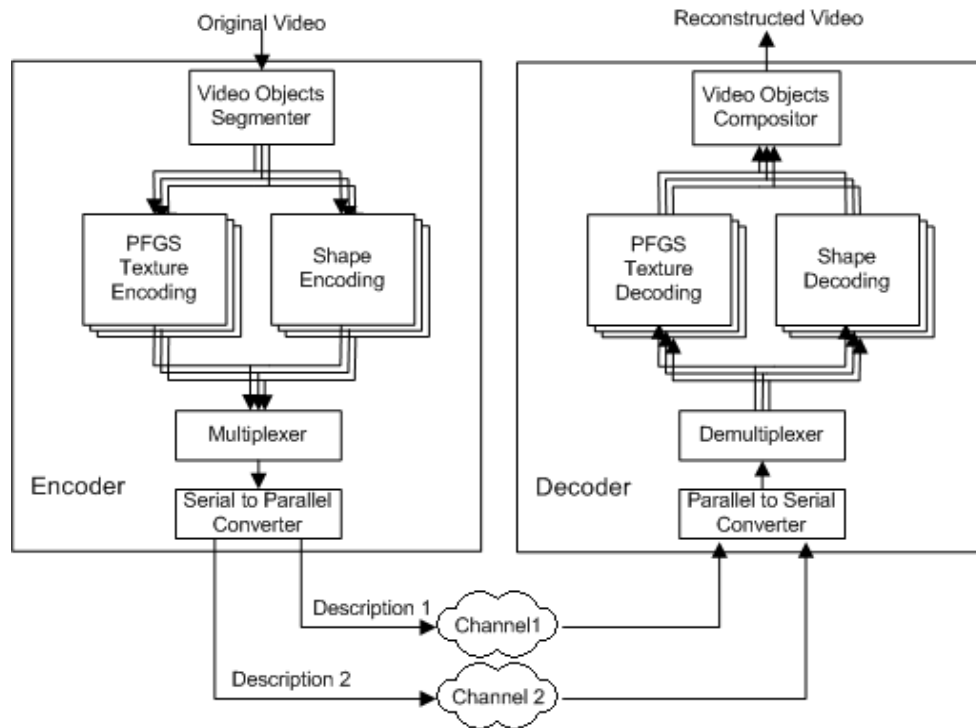 Original Video
Reconstructed Video
Video Objects
Segmenter
Video Objects
Compositor
PFGS
Texture
Encoding
Shape
Encoding
PFGS
Texture
Decoding
Shape
Decoding
Multiplexer
Demultiplexer
Encoder
Decoder
Serial to Parallel
Converter
Parallel to Serial
Converter
Description 1
Channel1
Description 2
Channel 2